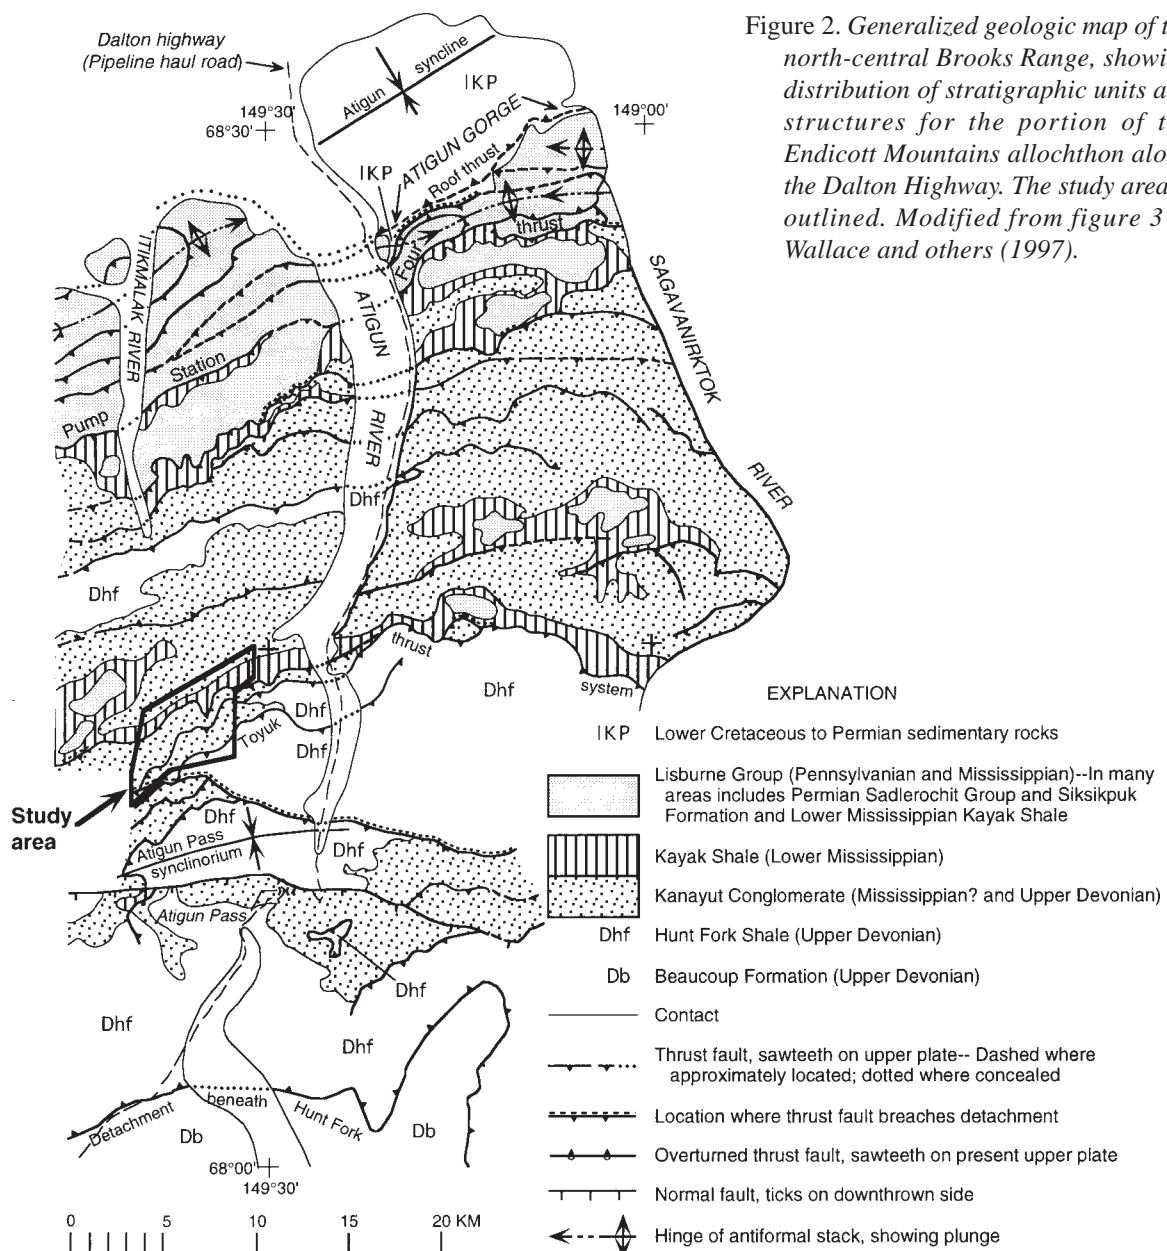 Dalton highway
(Pipeline haul road)
149°30'
68°30'
Atigun syncline
IKP
IKP
149°00'
ATIGUN GORGE
IKP
Roof thrust
Four
thrust
ITIKMALAK RIVER
ATIGUN
RIVER
SAGAVANIRKTOK
RIVER
Station
Pump
Dhf
Dhf
thrust
system
Dhf
Dhf
Toyuk
Dhf
Study
area
Dhf
Atigun Pass
synclinorium
Dhf
Atigun Pass
Dhf
Dhf
Dhf
Detachment
beneath
Hunt Fork
Db
Db
68°00'
149°30'
0 5 10 15 20 KM
Figure 2. Generalized geologic map of
north-central Brooks Range,
distribution of stratigraphic units
structures for the portion of
Endicott Mountains allochthon
the Dalton Highway. The study area
outlined. Modified from figure 3
Wallace and others (1997).
EXPLANATION
IKP Lower Cretaceous to Permian sedimentary rocks
Lisburne Group (Pennsylvanian and Mississippian)--In many
areas includes Permian Sadlerochit Group and Siksikpuk
Formation and Lower Mississippian Kayak Shale
Kayak Shale (Lower Mississippian)
Kanayut Conglomerate (Mississippian? and Upper Devonian)
Dhf Hunt Fork Shale (Upper Devonian)
Db Beaucoup Formation (Upper Devonian)
Contact
Thrust fault, sawteeth on upper plate-- Dashed where
approximately located; dotted where concealed
Location where thrust fault breaches detachment
Overturned thrust fault, sawteeth on present upper plate
Normal fault, ticks on downthrown side
Hinge of antiformal stack, showing plunge